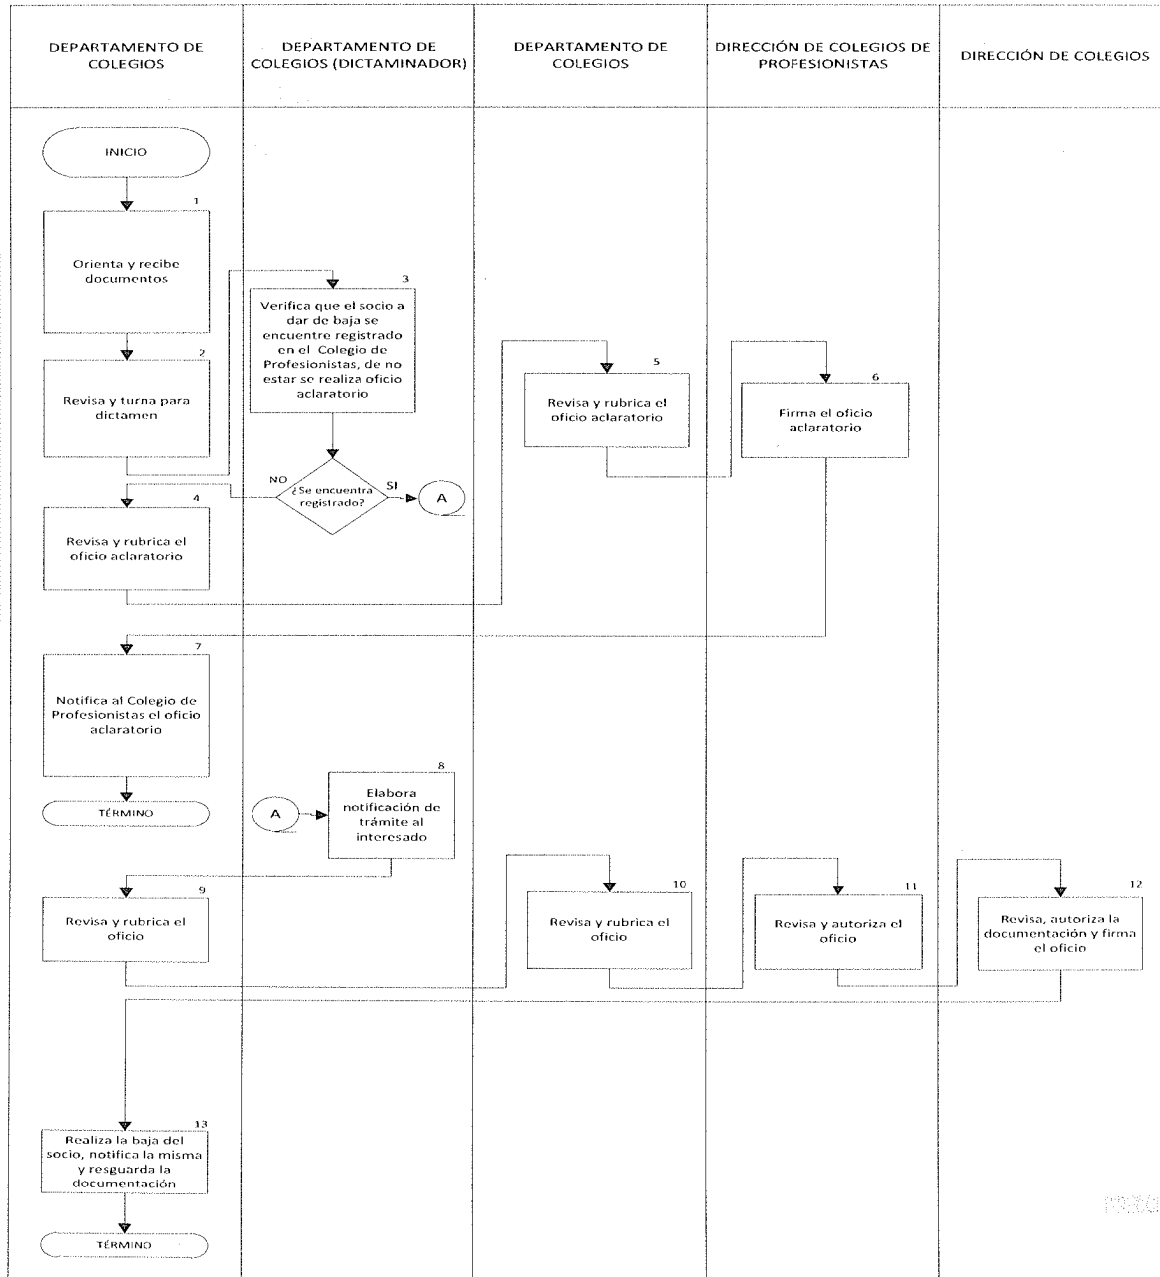 DEPARTAMENTO DE
COLEGIOS
DEPARTAMENTO DE
COLEGIOS (DICTAMINADOR)
DEPARTAMENTO DE
COLEGIOS
DIRECCIÓN DE COLEGIOS DE
PROFESIONISTAS
DIRECCIÓN DE COLEGIOS
INICIO
1
Orienta y recibe
documentos
2
Revisa y turna para
dictamen
3
Verifica que el socio a
dar de baja se
encuentre registrado
en el Colegio de
Profesionistas, de no
estar se realiza oficio
aclaratorio
¿Se encuentra
registrado?
NO
SI
A
4
Revisa y rubrica el
oficio aclaratorio
5
Revisa y rubrica el
oficio aclaratorio
6
Firma el oficio
aclaratorio
7
Notifica al Colegio de
Profesionistas el oficio
aclaratorio
TÉRMINO
A
8
Elabora
notificación de
trámite al
interesado
9
Revisa y rubrica el
oficio
10
Revisa y rubrica el
oficio
11
Revisa y autoriza el
oficio
12
Revisa, autoriza la
documentación y firma
el oficio
13
Realiza la baja del
socio, notifica la misma
y resguarda la
documentación
TÉRMINO